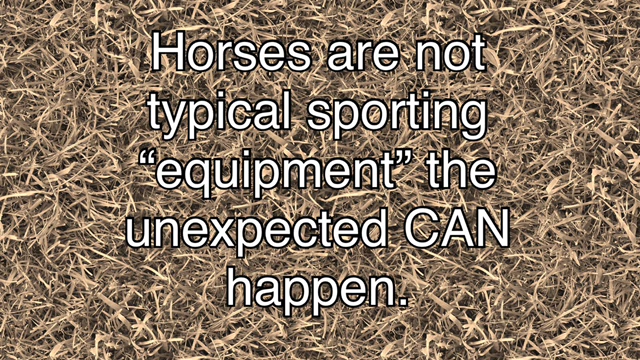 Horses are not
typical sporting
“equipment” the
unexpected CAN
happen.